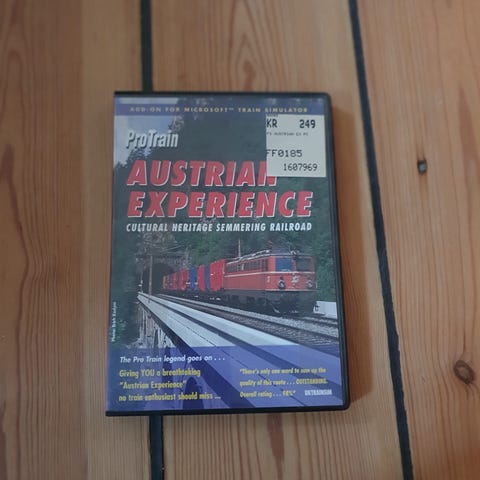 ADD-ON FOR MICROSOFT™ TRAIN SIMULATOR
KR 249
FF0185
1607969
ProTrain
AUSTRIAN
EXPERIENCE
CULTURAL HERITAGE SEMMERING RAILROAD
The Pro Train legend goes on . . .
Giving YOU a breathtaking
"Austrian Experience"
no train enthusiast should miss ...
"There's only one word to sum up the
quality of this route . . . OUTSTANDING.
Overall rating . . . 98%" UKTRAINSIM